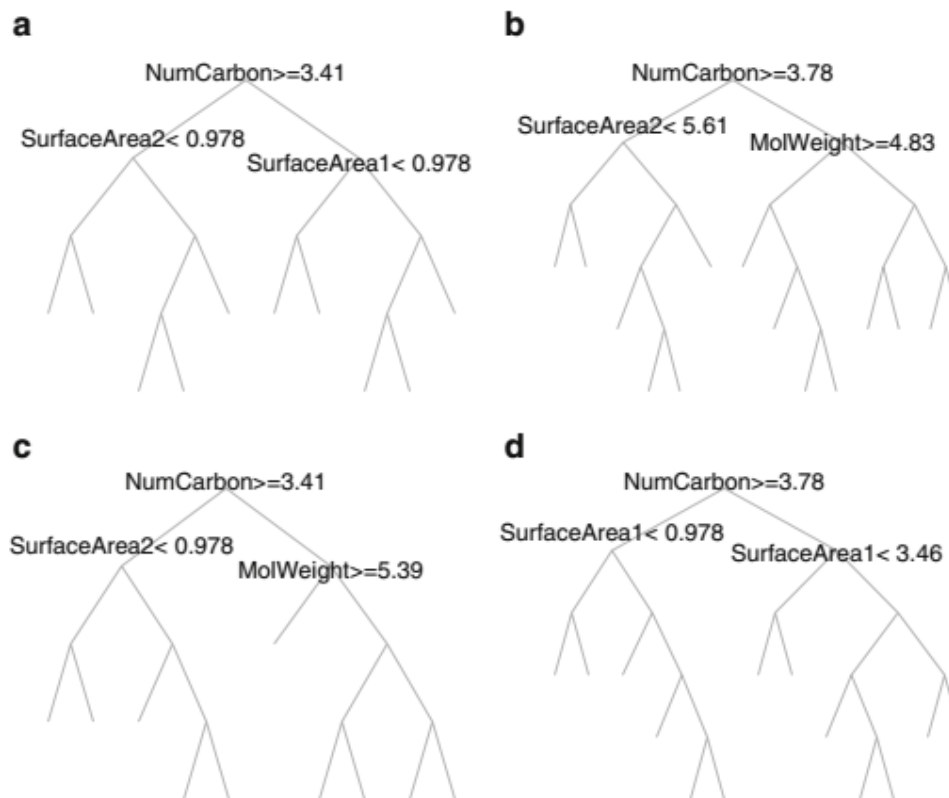 a
NumCarbon>=3.41
SurfaceArea2< 0.978
SurfaceArea1< 0.978
b
NumCarbon>=3.78
SurfaceArea2< 5.61
MolWeight>=4.83
c
NumCarbon>=3.41
SurfaceArea2< 0.978
MolWeight>=5.39
d
NumCarbon>=3.78
SurfaceArea1< 0.978
SurfaceArea1< 3.46